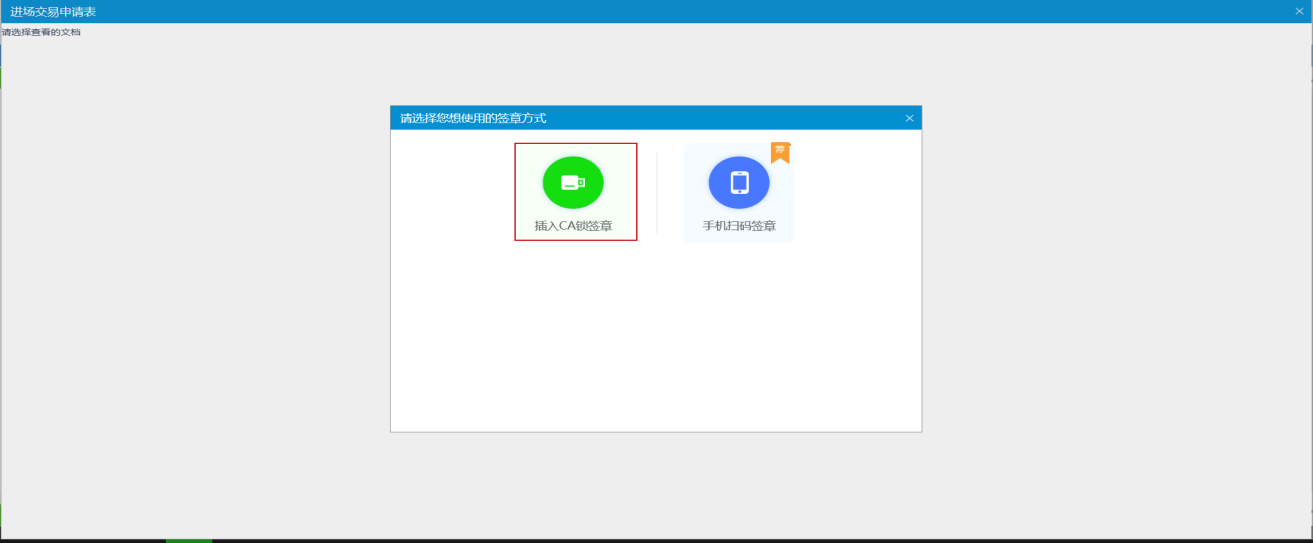 进场交易申请表
请选择查看的文档
请选择您想使用的签章方式
荐
插入CA锁签章
手机扫码签章